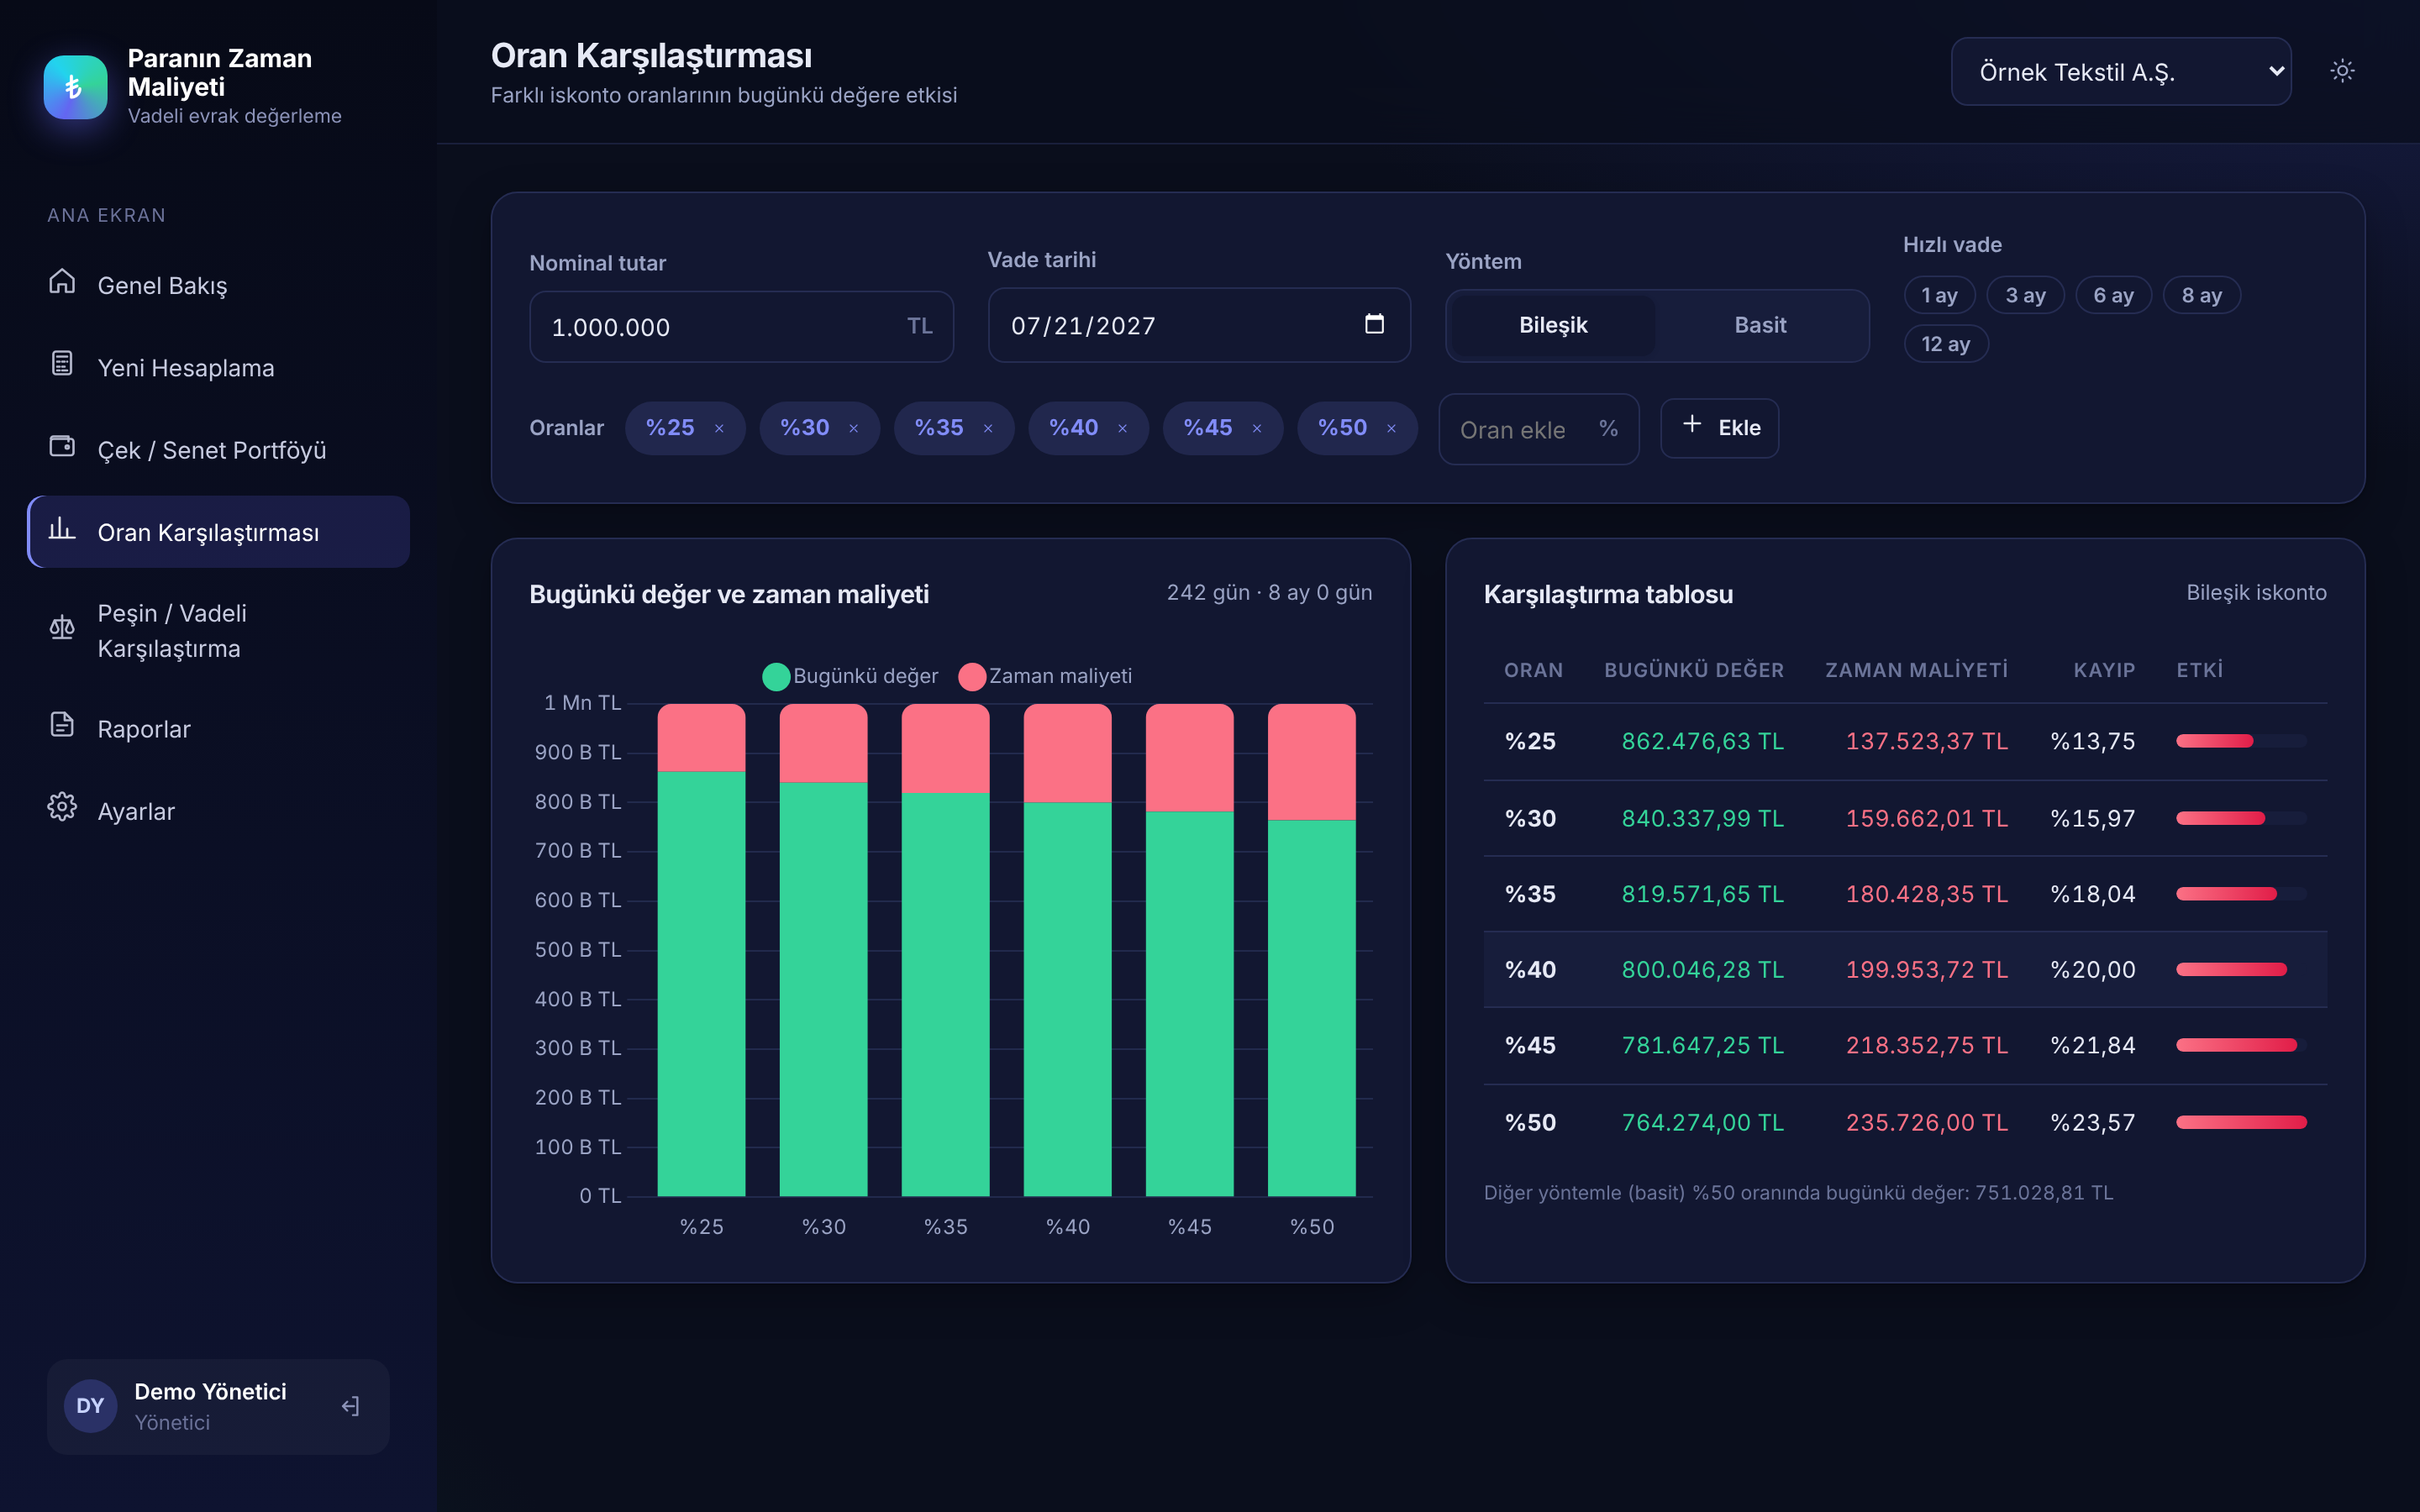 ₺
Paranın Zaman
Maliyeti
Vadeli evrak değerleme
ANA EKRAN
Genel Bakış
Yeni Hesaplama
Çek / Senet Portföyü
Oran Karşılaştırması
Peşin / Vadeli
Karşılaştırma
Raporlar
Ayarlar
DY
Demo Yönetici
Yönetici
Oran Karşılaştırması
Farklı iskonto oranlarının bugünkü değere etkisi
Örnek Tekstil A.Ş.
Nominal tutar
1.000.000 TL
Vade tarihi
07/21/2027
Yöntem
Bileşik Basit
Hızlı vade
1 ay 3 ay 6 ay 8 ay
12 ay
Oranlar %25 × %30 × %35 × %40 × %45 × %50 × Oran ekle % + Ekle
Bugünkü değer ve zaman maliyeti 242 gün · 8 ay 0 gün
Bugünkü değer Zaman maliyeti
1 Mn TL
900 B TL
800 B TL
700 B TL
600 B TL
500 B TL
400 B TL
300 B TL
200 B TL
100 B TL
0 TL
%25 %30 %35 %40 %45 %50
Karşılaştırma tablosu Bileşik iskonto
ORAN BUGÜNKÜ DEĞER ZAMAN MALİYETİ KAYIP ETKİ
%25 862.476,63 TL 137.523,37 TL %13,75
%30 840.337,99 TL 159.662,01 TL %15,97
%35 819.571,65 TL 180.428,35 TL %18,04
%40 800.046,28 TL 199.953,72 TL %20,00
%45 781.647,25 TL 218.352,75 TL %21,84
%50 764.274,00 TL 235.726,00 TL %23,57
Diğer yöntemle (basit) %50 oranında bugünkü değer: 751.028,81 TL